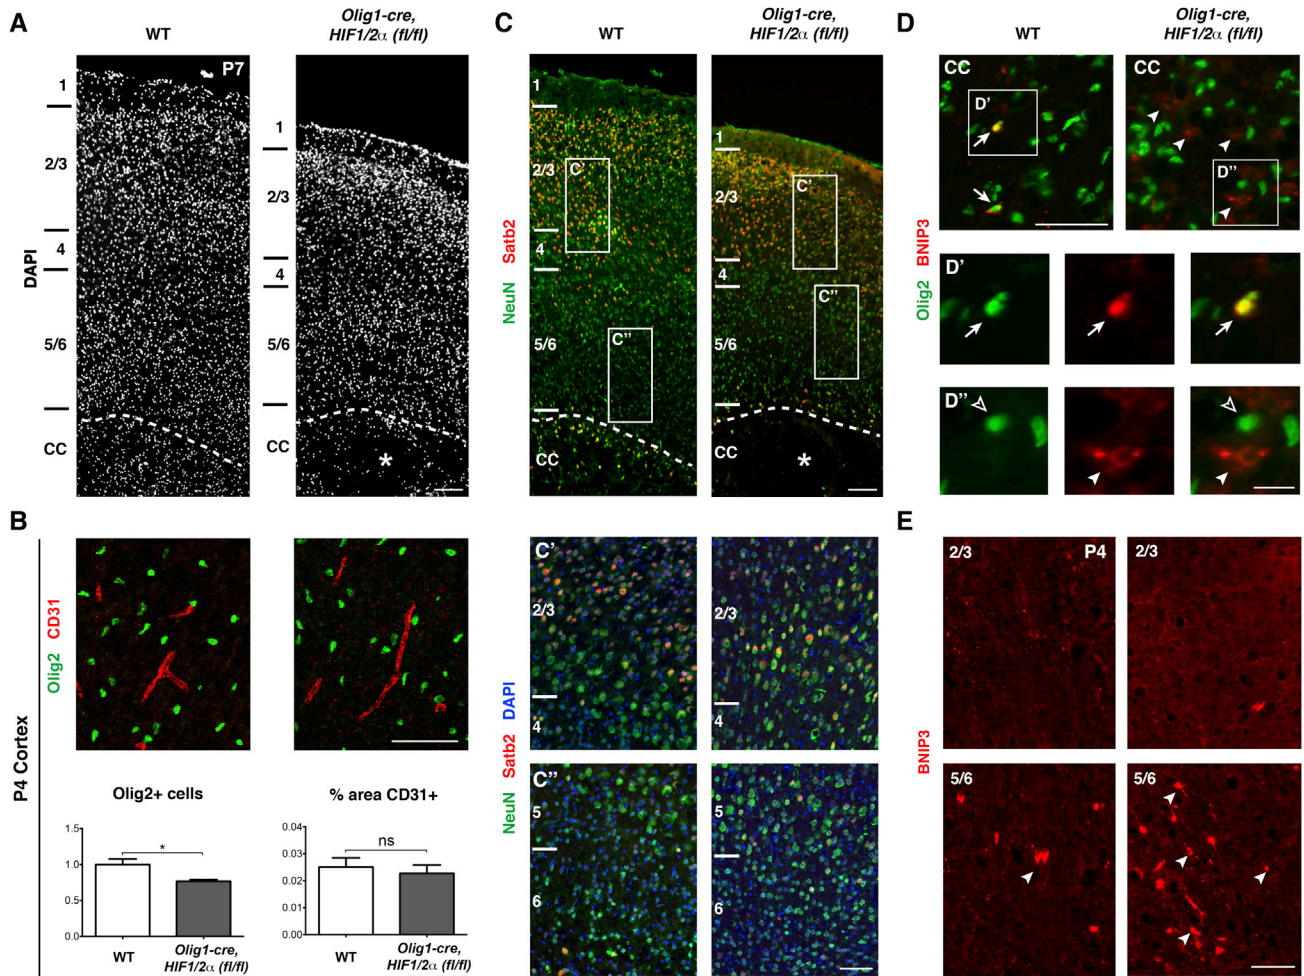 A
WT
Olig1-cre,
HIF1/2α (fl/fl)
P7
DAPI
1
2/3
4
5/6
CC
1
2/3
4
5/6
CC
*
B
P4 Cortex
Olig2 CD31
Olig2+ cells
1.5
1.0
0.5
0.0
*
WT
Olig1-cre,
HIF1/2α (fl/fl)
% area CD31+
0.04
0.03
0.02
0.01
0.00
ns
WT
Olig1-cre,
HIF1/2α (fl/fl)
C
WT
Olig1-cre,
HIF1/2α (fl/fl)
NeuN Satb2
1
2/3
4
5/6
CC
C'
C''
1
2/3
4
5/6
CC
C'
C''
*
NeuN Satb2 DAPI
C'
2/3
4
2/3
4
C''
5
6
5
6
D
WT
Olig1-cre,
HIF1/2α (fl/fl)
Olig2 BNIP3
CC
D'
CC
D''
D'
D''
E
BNIP3
2/3
P4
2/3
5/6
5/6